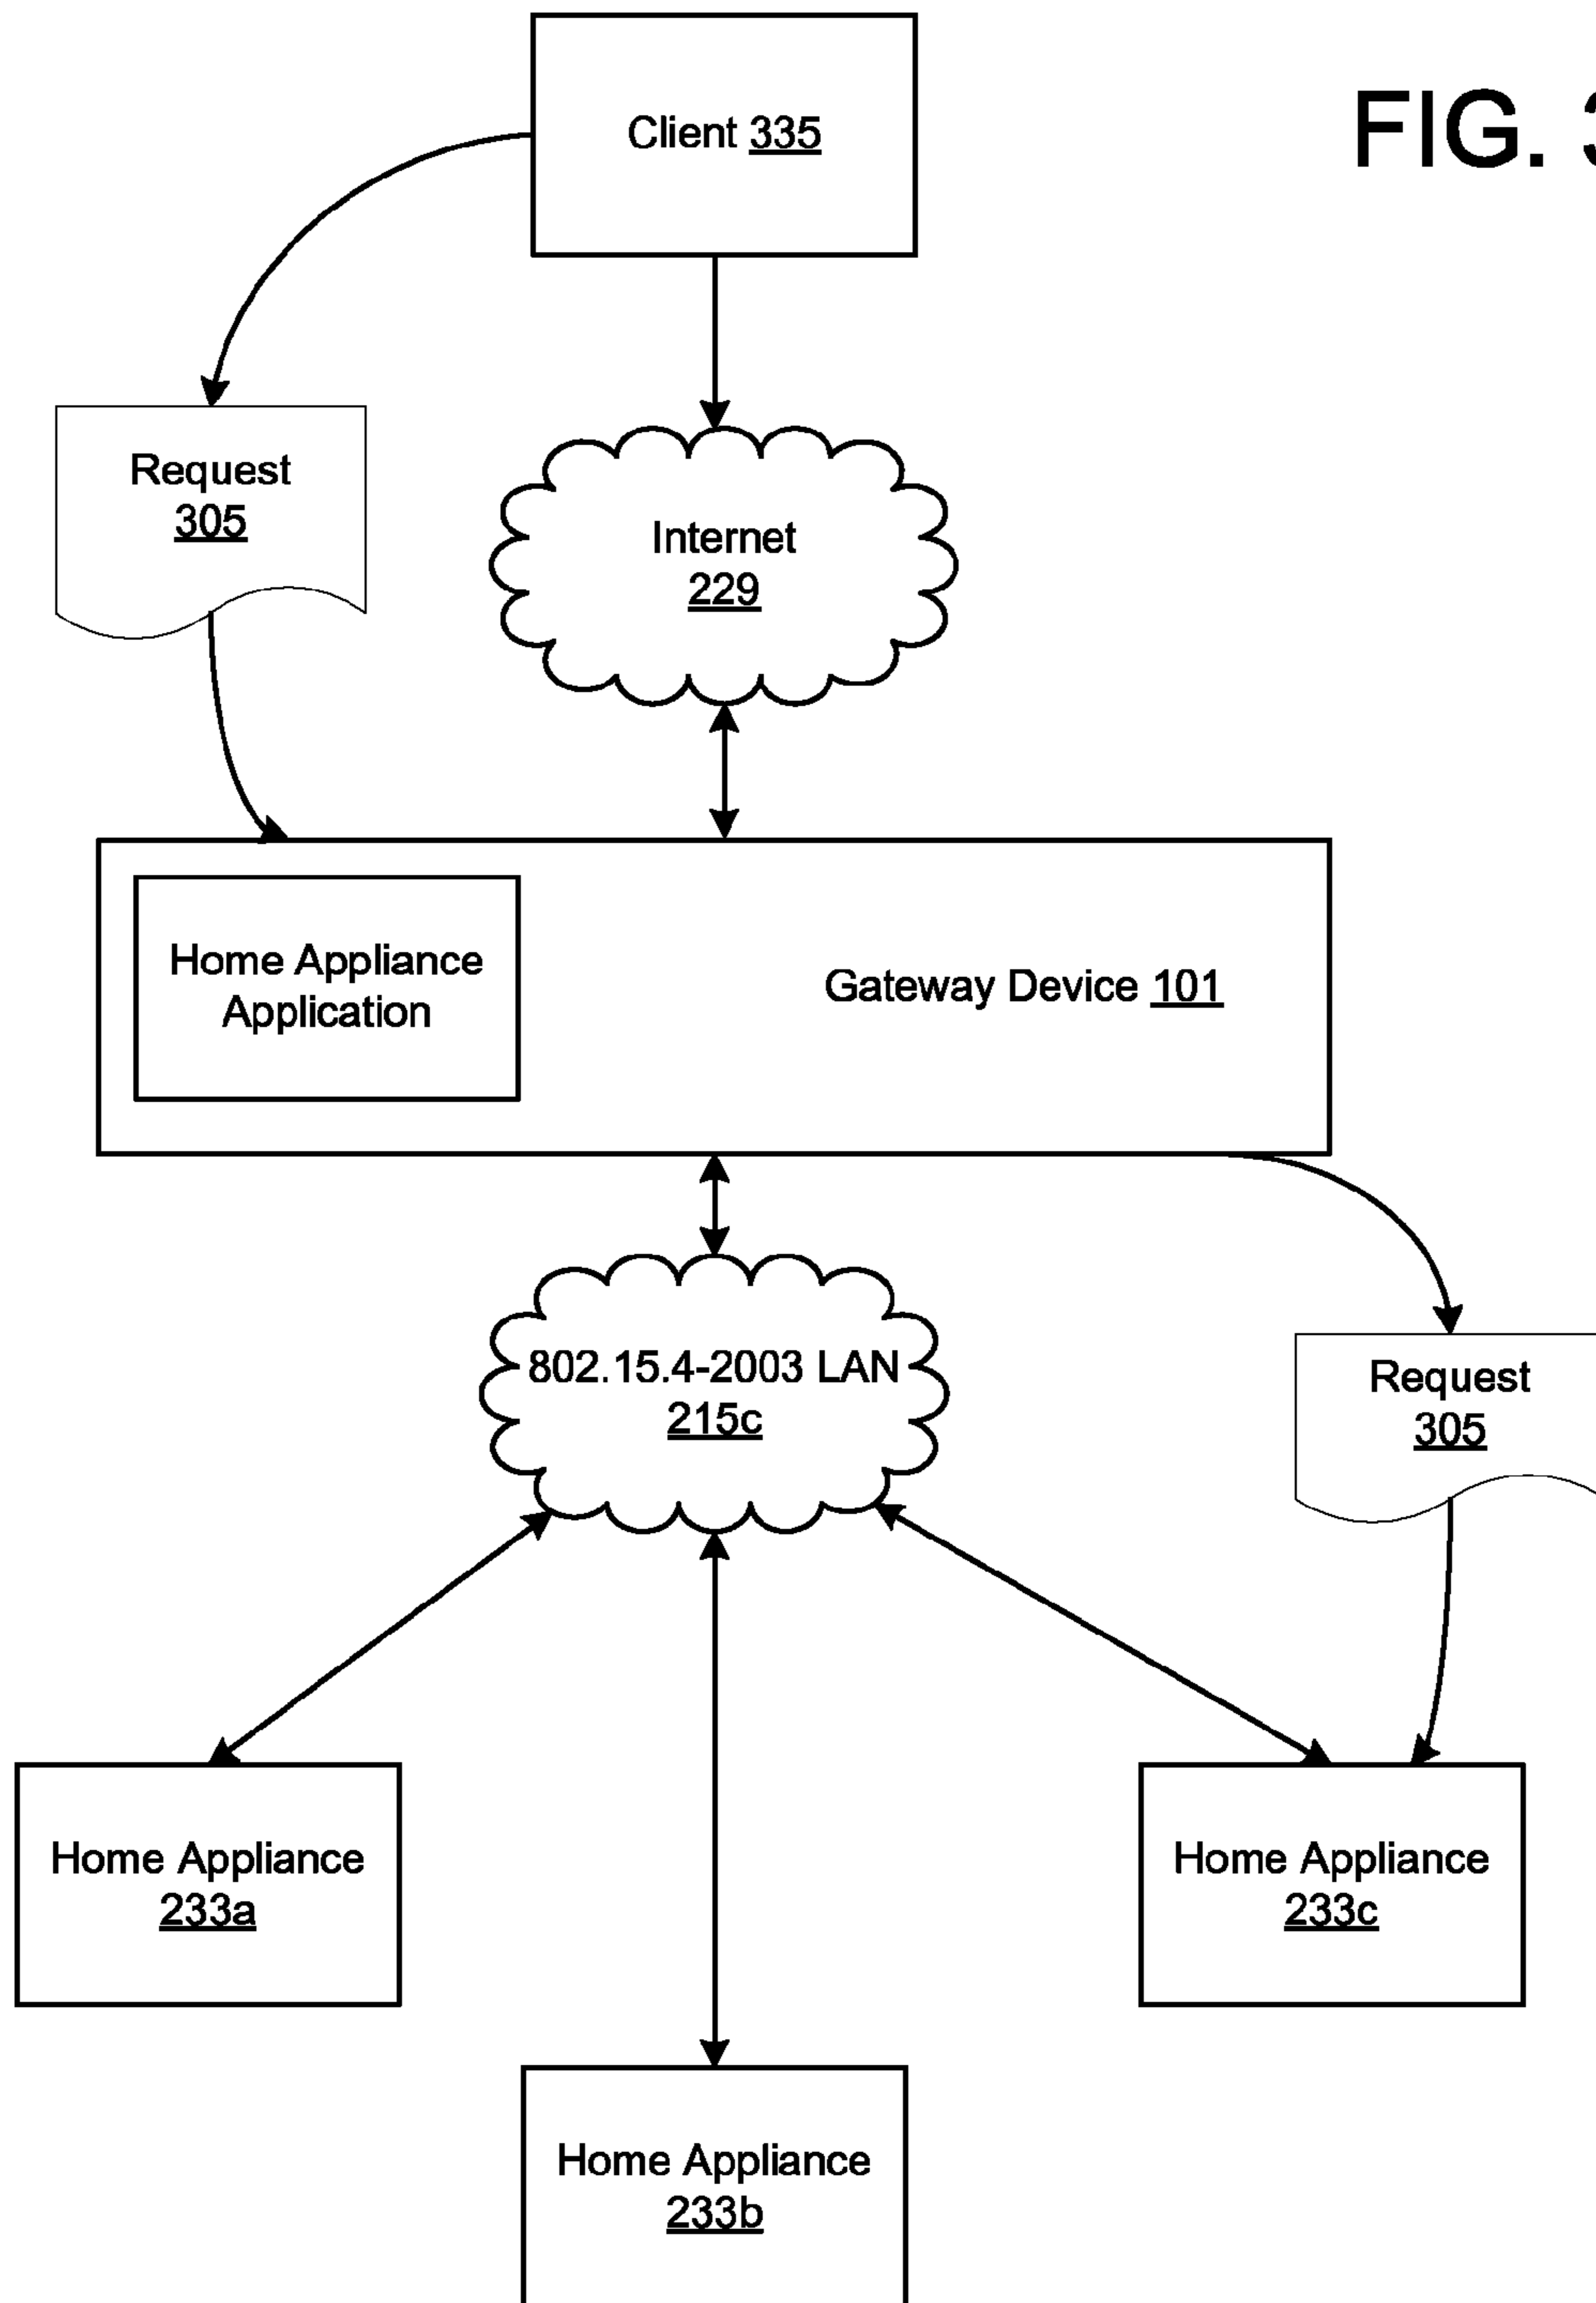 FIG. 3
Client 335
Request
305
Internet
229
Home Appliance
Application
Gateway Device 101
802.15.4-2003 LAN
215c
Request
305
Home Appliance
233a
Home Appliance
233c
Home Appliance
233b